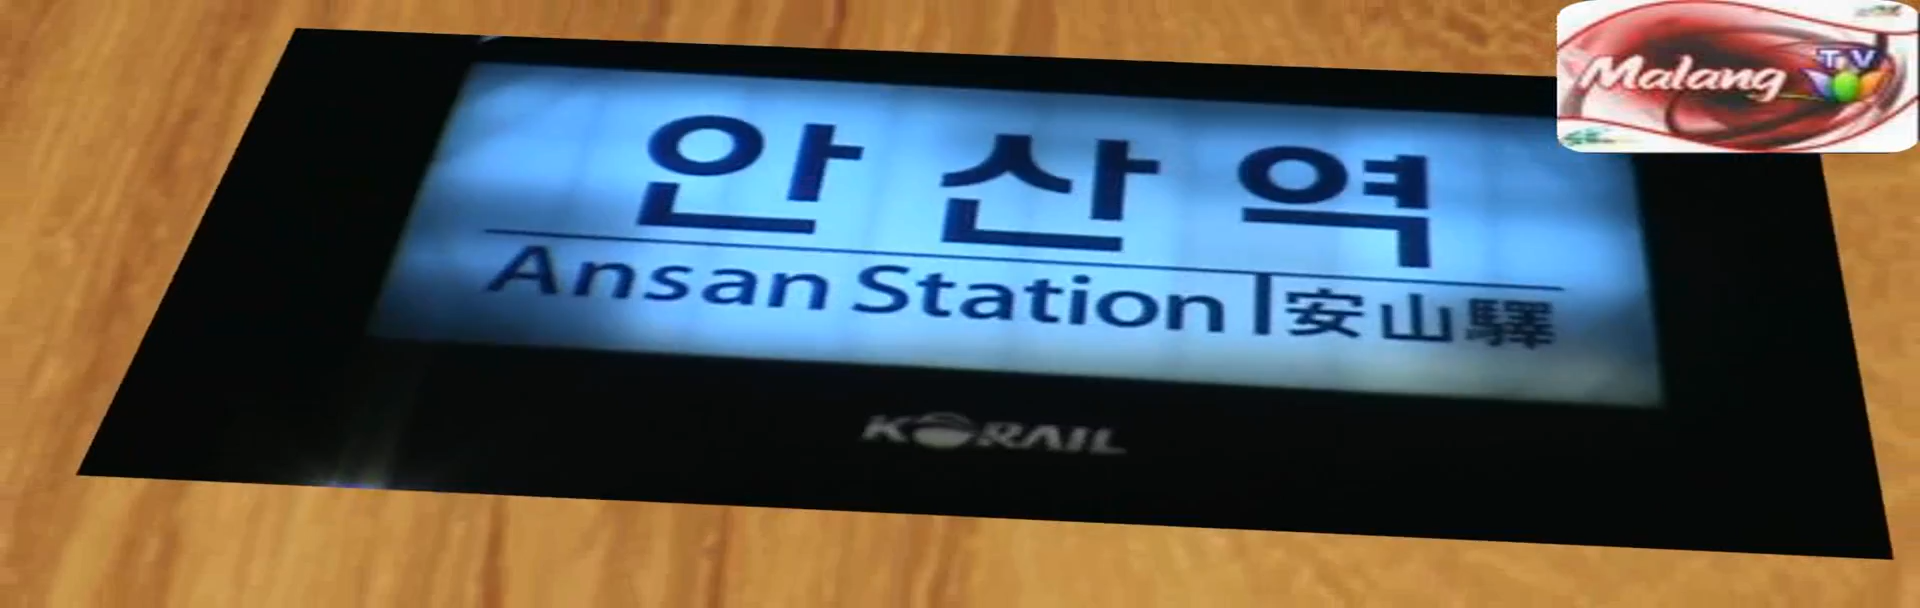 안산역
Ansan Station | 安山驛
KORAIL
Malang TV